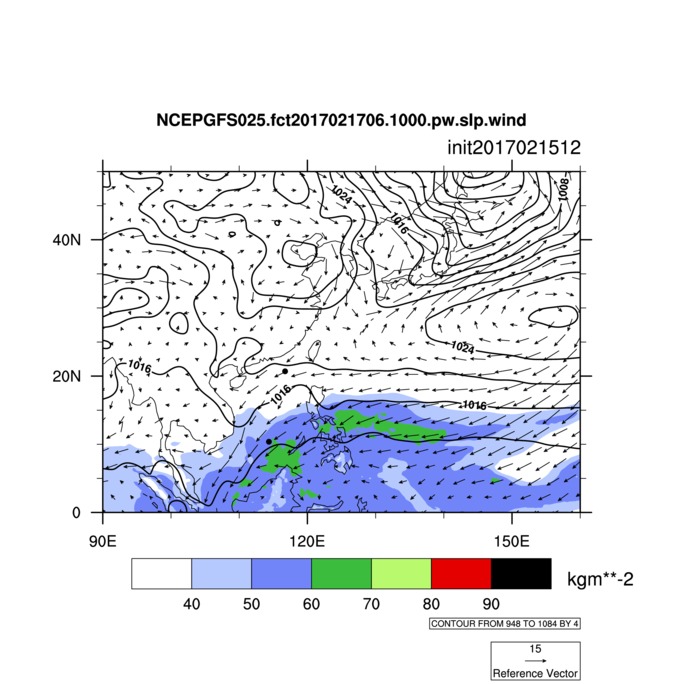 NCEPGFS025.fct2017021706.1000.pw.slp.wind
init2017021512
1024
1008
1016
40N
1024
1016
20N
1016
1016
0
90E 120E 150E
kgm**-2
40 50 60 70 80 90
CONTOUR FROM 948 TO 1084 BY 4
15
Reference Vector